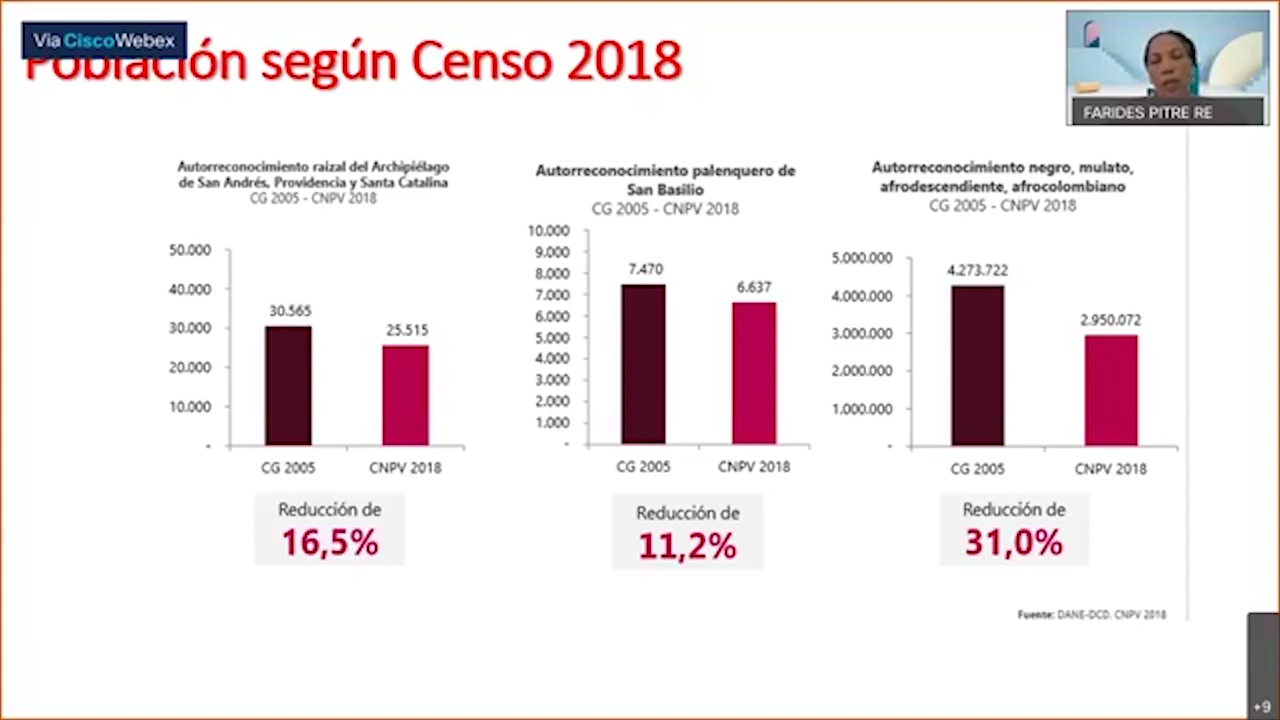 Vía CiscoWebex
Población según Censo 2018
FARIDES PITRE RE
Autorreconocimiento raizal del Archipiélago
de San Andrés, Providencia y Santa Catalina
CG 2005 - CNPV 2018
50.000
40.000
30.000
20.000
10.000
-
30.565
25.515
CG 2005
CNPV 2018
Reducción de
16,5%
Autorreconocimiento palenquero de
San Basilio
CG 2005 - CNPV 2018
10.000
9.000
8.000
7.000
6.000
5.000
4.000
3.000
2.000
1.000
-
7.470
6.637
CG 2005
CNPV 2018
Reducción de
11,2%
Autorreconocimiento negro, mulato,
afrodescendiente, afrocolombiano
CG 2005 - CNPV 2018
5.000.000
4.000.000
3.000.000
2.000.000
1.000.000
-
4.273.722
2.950.072
CG 2005
CNPV 2018
Reducción de
31,0%
Fuente: DANE-DCD. CNPV 2018
+9